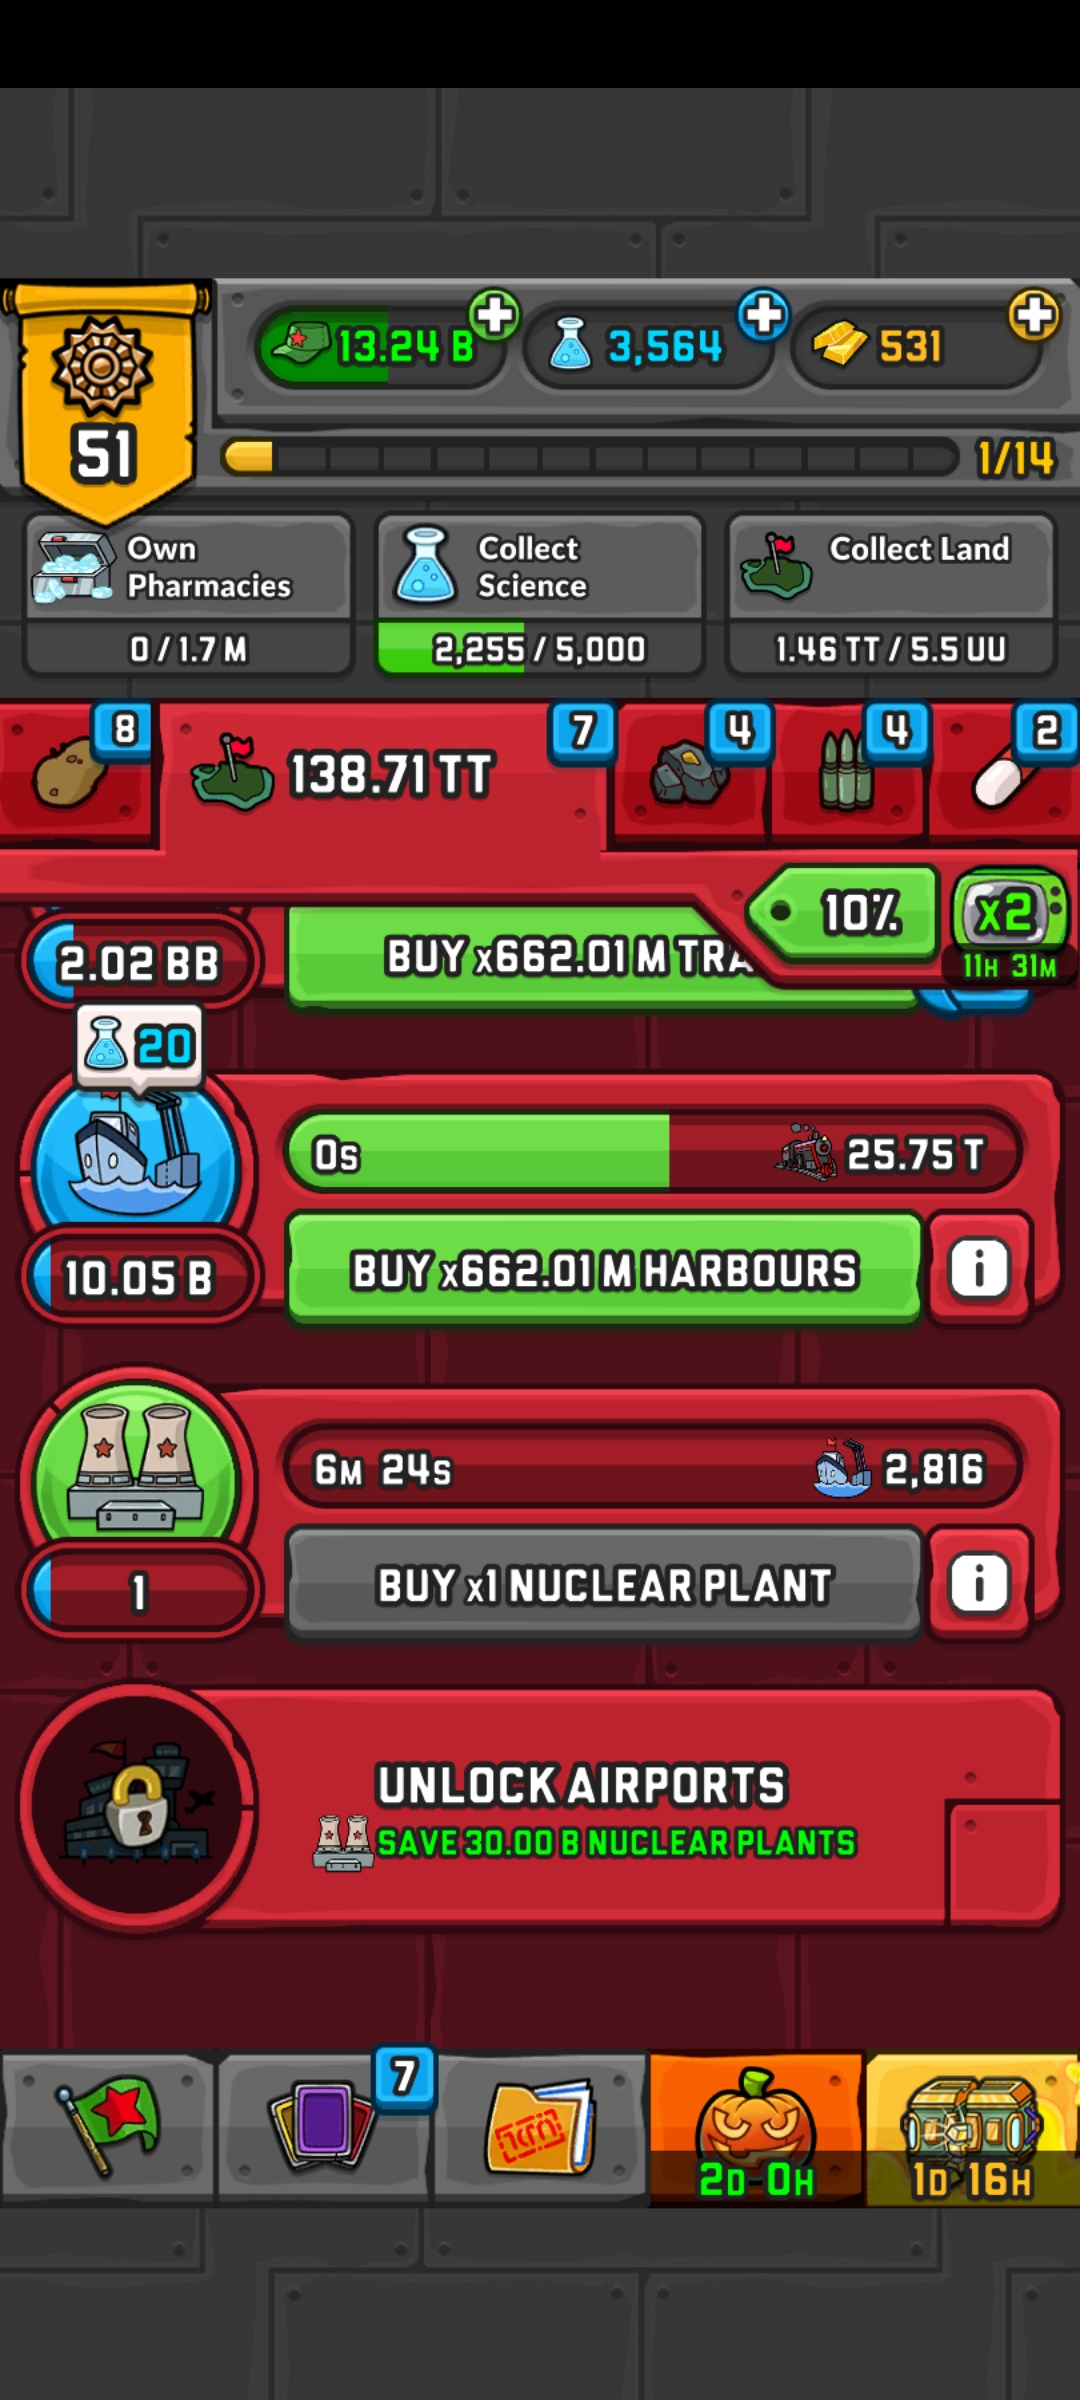 13.24 B
3,564
531
51
1/14
Own
Pharmacies
0 / 1.7 M
Collect
Science
2,255 / 5,000
Collect Land
1.46 TT / 5.5 UU
8
138.71 TT
7
4
4
2
10%
x2
11H 31M
2.02 BB
BUY x662.01 M TRA
20
0s
25.75 T
10.05 B
BUY x662.01 M HARBOURS
i
6M 24s
2,816
1
BUY x1 NUCLEAR PLANT
i
UNLOCK AIRPORTS
SAVE 30.00 B NUCLEAR PLANTS
7
2D 0H
1D 16H